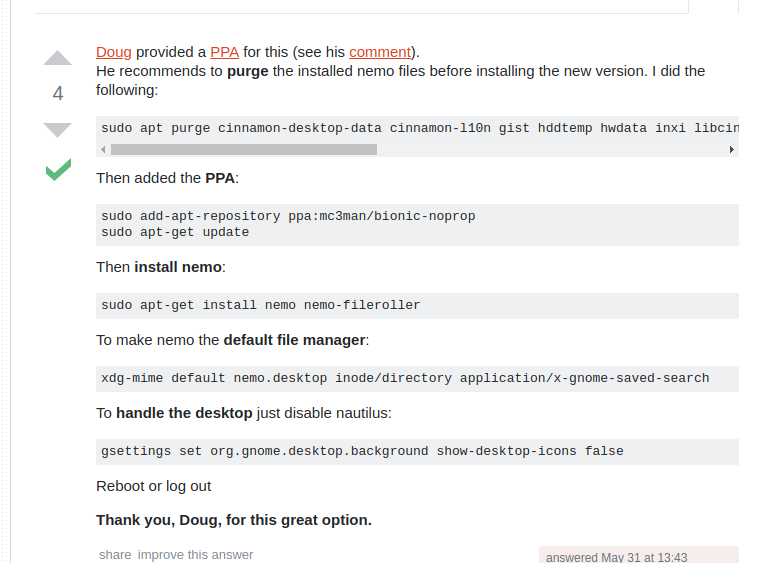 Doug provided a PPA for this (see his comment).
He recommends to purge the installed nemo files before installing the new version. I did the
following:
4
sudo apt purge cinnamon-desktop-data cinnamon-l10n gist hddtemp hwdata inxi libcin
Then added the PPA:
sudo add-apt-repository ppa:mc3man/bionic-noprop
sudo apt-get update
Then install nemo:
sudo apt-get install nemo nemo-fileroller
To make nemo the default file manager:
xdg-mime default nemo.desktop inode/directory application/x-gnome-saved-search
To handle the desktop just disable nautilus:
gsettings set org.gnome.desktop.background show-desktop-icons false
Reboot or log out
Thank you, Doug, for this great option.
share improve this answer
answered May 31 at 13:43